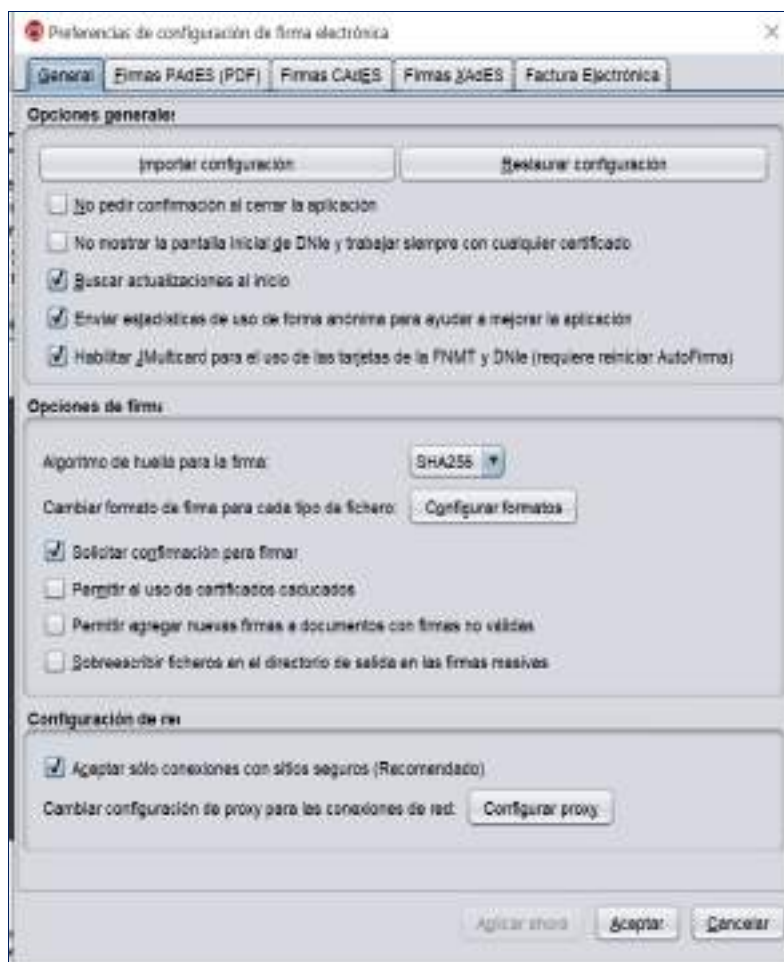 Preferencias de configuración de firma electrónica
General Firmas PAdES (PDF) Firmas CAdES Firmas XAdES Factura Electrónica
Opciones generales
Importar configuración Restaurar configuración
No pedir confirmación al cerrar la aplicación
No mostrar la pantalla inicial de DNIe y trabajar siempre con cualquier certificado
Buscar actualizaciones al inicio
Enviar estadísticas de uso de forma anónima para ayudar a mejorar la aplicación
Habilitar JMulticard para el uso de las tarjetas de la FNMT y DNIe (requiere reiniciar AutoFirma)
Opciones de firma
Algoritmo de huella para la firma: SHA256
Cambiar formato de firma para cada tipo de fichero: Configurar formatos
Solicitar confirmación para firmar
Permitir el uso de certificados caducados
Permitir agregar nuevas firmas a documentos con firmas no válidas
Sobreescribir ficheros en el directorio de salida en las firmas masivas
Configuración de red
Aceptar sólo conexiones con sitios seguros (Recomendado)
Cambiar configuración de proxy para las conexiones de red: Configurar proxy
Aplicar ahora Aceptar Cancelar